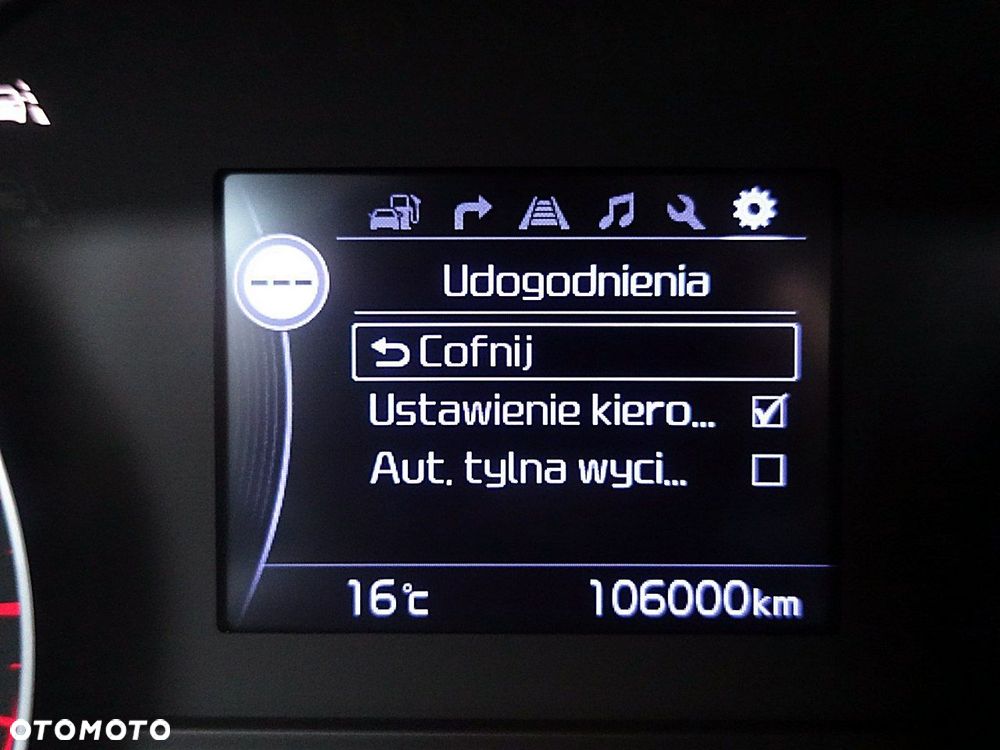 Udogodnienia
Cofnij
Ustawienie kiero...
Aut. tylna wyci...
16°C 106000km
OTOMOTO